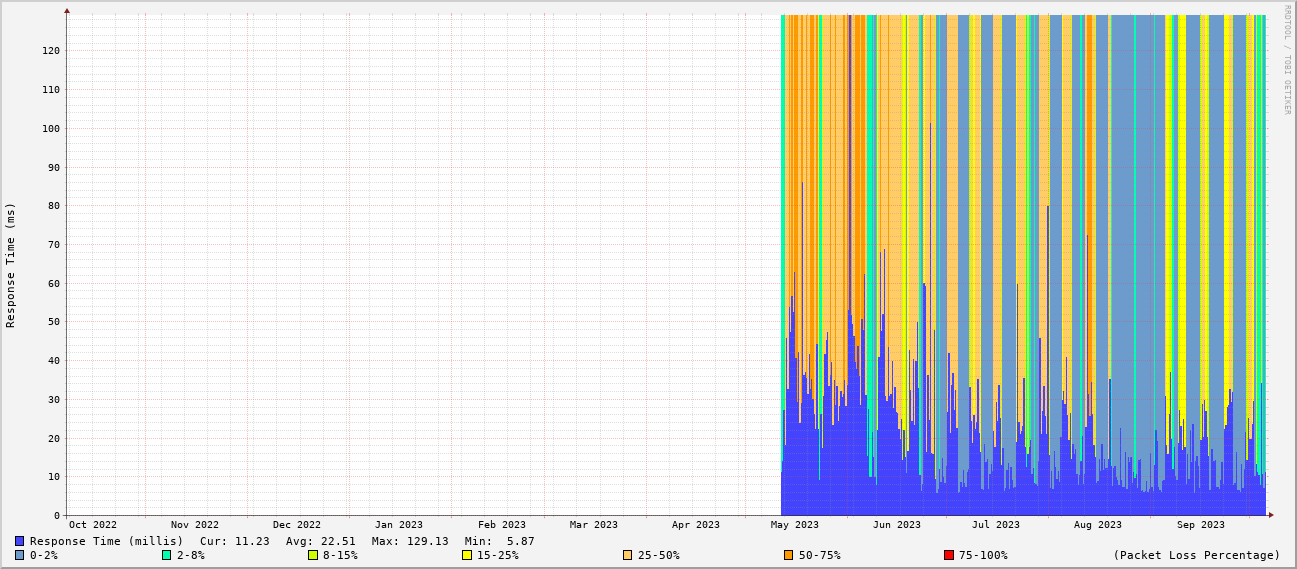 RRDTOOL / TOBI OETIKER
Response Time (ms)
120
110
100
90
80
70
60
50
40
30
20
10
0
Oct 2022 Nov 2022 Dec 2022 Jan 2023 Feb 2023 Mar 2023 Apr 2023 May 2023 Jun 2023 Jul 2023 Aug 2023 Sep 2023
Response Time (millis) Cur: 11.23 Avg: 22.51 Max: 129.13 Min: 5.87
0-2% 2-8% 8-15% 15-25% 25-50% 50-75% 75-100% (Packet Loss Percentage)